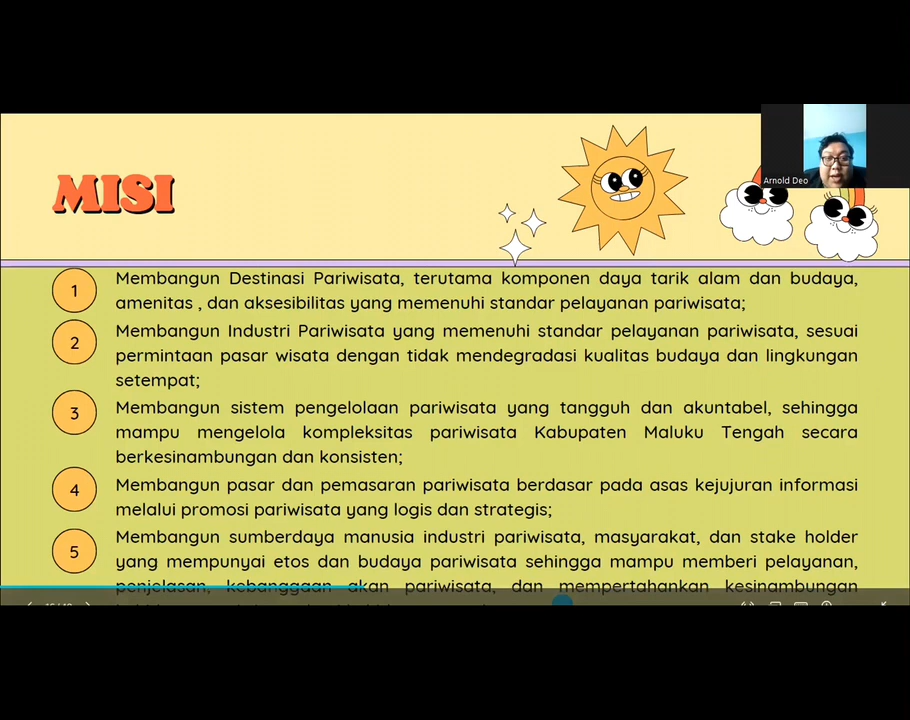 Arnold Deo
MISI
1
Membangun Destinasi Pariwisata, terutama komponen daya tarik alam dan budaya,
amenitas , dan aksesibilitas yang memenuhi standar pelayanan pariwisata;
2
Membangun Industri Pariwisata yang memenuhi standar pelayanan pariwisata, sesuai
permintaan pasar wisata dengan tidak mendegradasi kualitas budaya dan lingkungan
setempat;
3
Membangun sistem pengelolaan pariwisata yang tangguh dan akuntabel, sehingga
mampu mengelola kompleksitas pariwisata Kabupaten Maluku Tengah secara
berkesinambungan dan konsisten;
4
Membangun pasar dan pemasaran pariwisata berdasar pada asas kejujuran informasi
melalui promosi pariwisata yang logis dan strategis;
5
Membangun sumberdaya manusia industri pariwisata, masyarakat, dan stake holder
yang mempunyai etos dan budaya pariwisata sehingga mampu memberi pelayanan,
penjelasan, kebanggaan akan pariwisata, dan mempertahankan kesinambungan